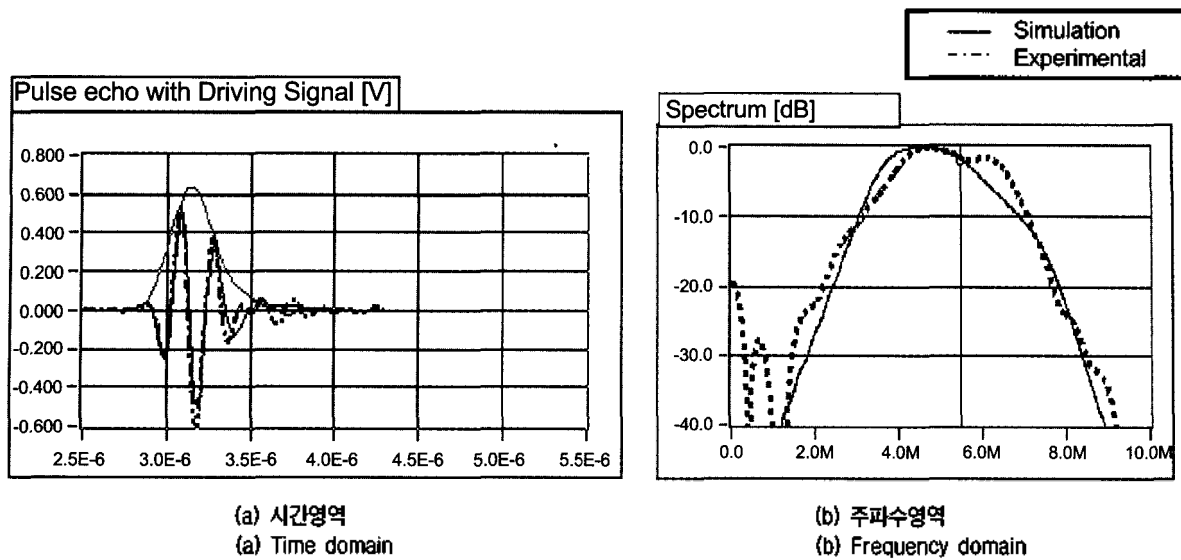 Simulation
Experimental
Pulse echo with Driving Signal [V]
0.800
0.600
0.400
0.200
0.000
-0.200
-0.400
-0.600
2.5E-6 3.0E-6 3.5E-6 4.0E-6 4.5E-6 5.0E-6 5.5E-6
Spectrum [dB]
0.0
-10.0
-20.0
-30.0
-40.0
0.0 2.0M 4.0M 6.0M 8.0M 10.0M
(a) 시간영역
(a) Time domain
(b) 주파수영역
(b) Frequency domain